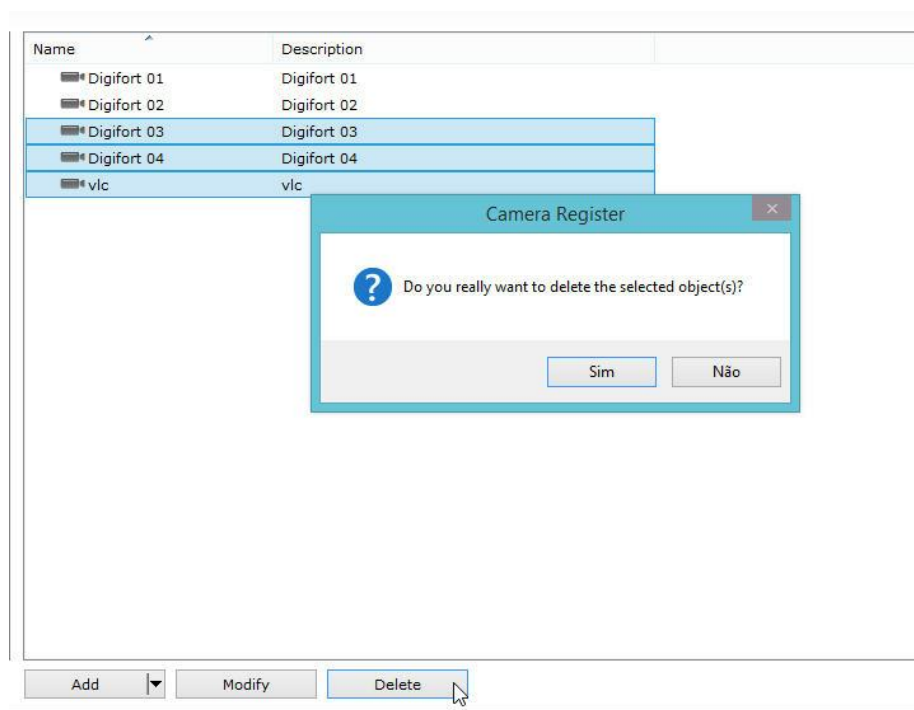 Name Description
Digifort 01 Digifort 01
Digifort 02 Digifort 02
Digifort 03 Digifort 03
Digifort 04 Digifort 04
vlc vlc
Camera Register
Do you really want to delete the selected object(s)?
Sim Não
Add Modify Delete